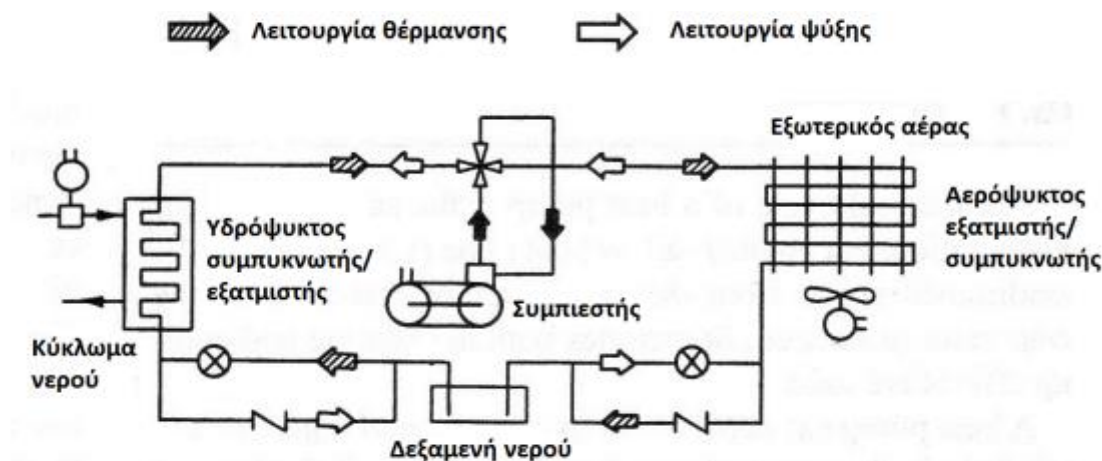 Λειτουργία θέρμανσης
Λειτουργία ψύξης
Εξωτερικός αέρας
Υδρόψυκτος
συμπυκνωτής/
εξατμιστής
Αερόψυκτος
εξατμιστής/
συμπυκνωτής
Συμπιεστής
Κύκλωμα
νερού
Δεξαμενή νερού